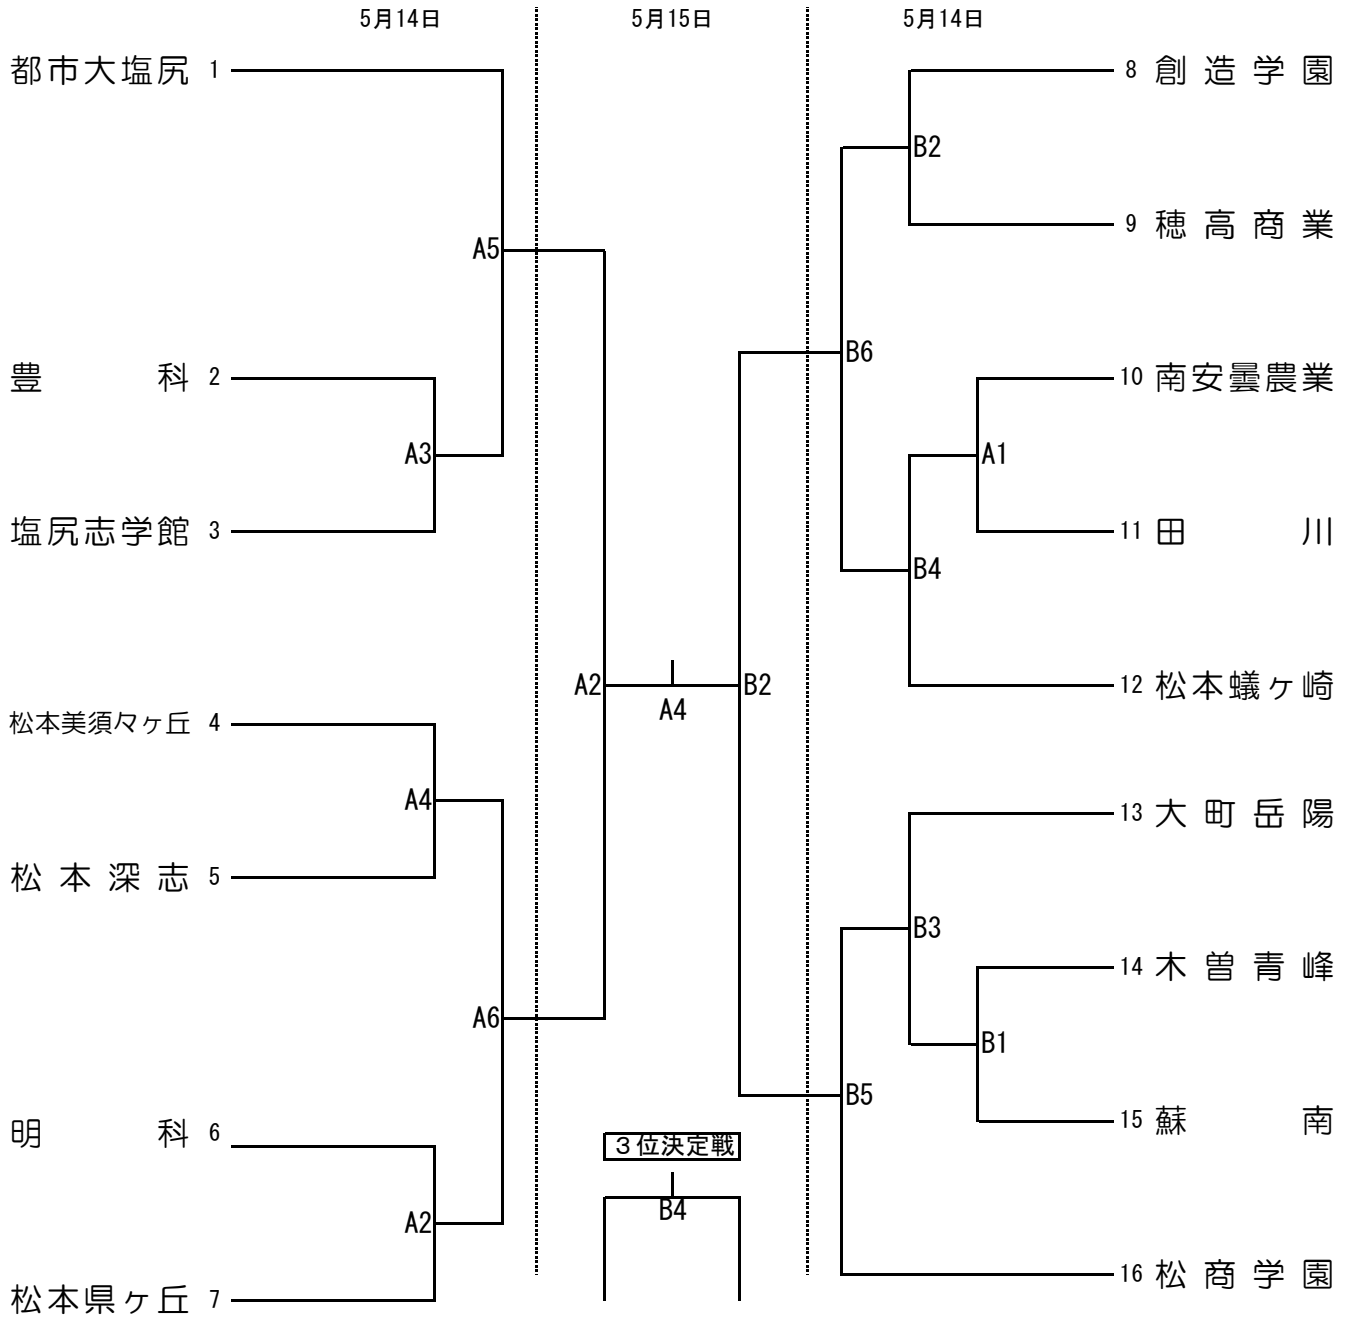 5月14日 5月15日 5月14日
都市大塩尻 1
8 創造学園
B2
9 穂高商業
A5
B6
豊科 2
10 南安曇農業
A3
A1
塩尻志学館 3
11 田川
B4
A2
A4
B2
12 松本蟻ヶ崎
松本美須々ヶ丘 4
A4
13 大町岳陽
松本深志 5
B3
14 木曽青峰
A6
B1
B5
明科 6
15 蘇南
3位決定戦
B4
A2
16 松商学園
松本県ヶ丘 7